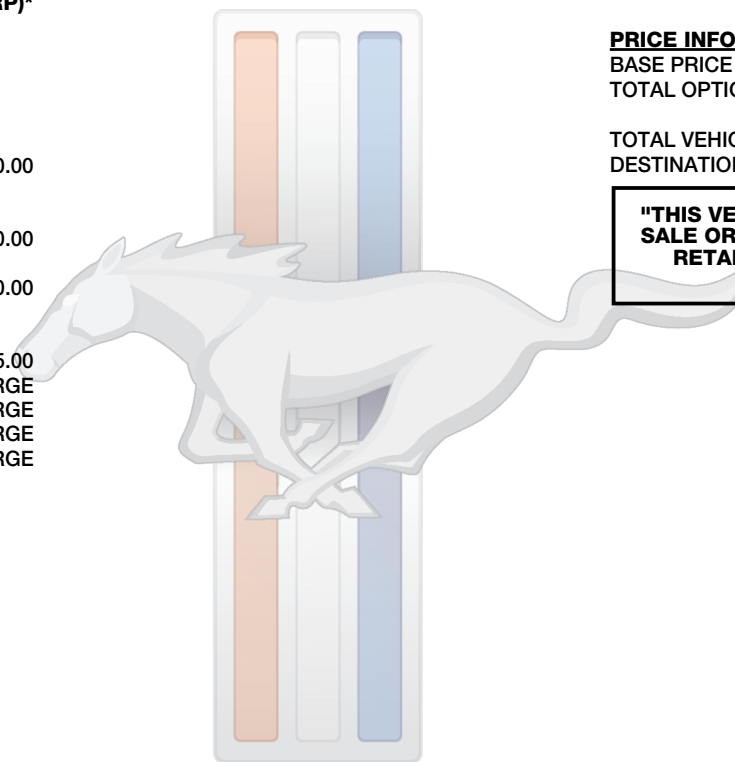 RP)*
0.00
0.00
0.00
5.00
RGE
RGE
RGE
RGE
PRICE INFO
BASE PRICE
TOTAL OPTIO
TOTAL VEHIC
DESTINATION
"THIS VE
SALE OR
RETAI